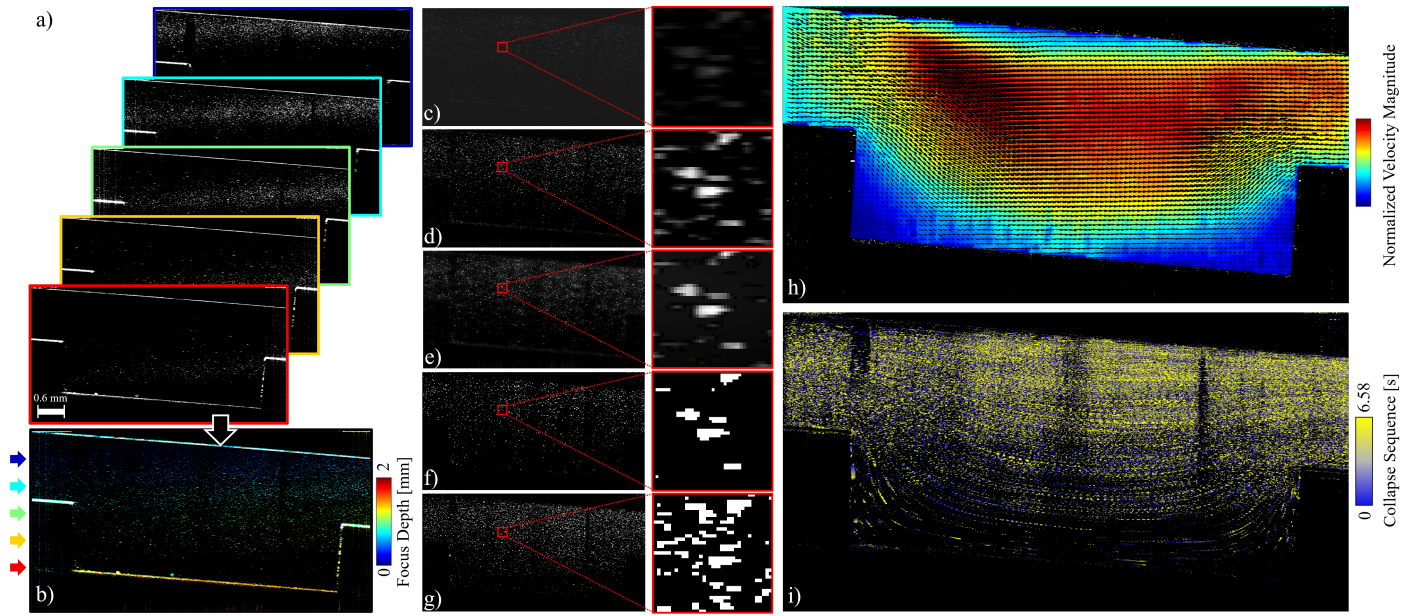 a)
0.6 mm
b)
0 Focus Depth [mm] 2
c)
d)
e)
f)
g)
h)
Normalized Velocity Magnitude
i)
0 Collapse Sequence [s] 6.58